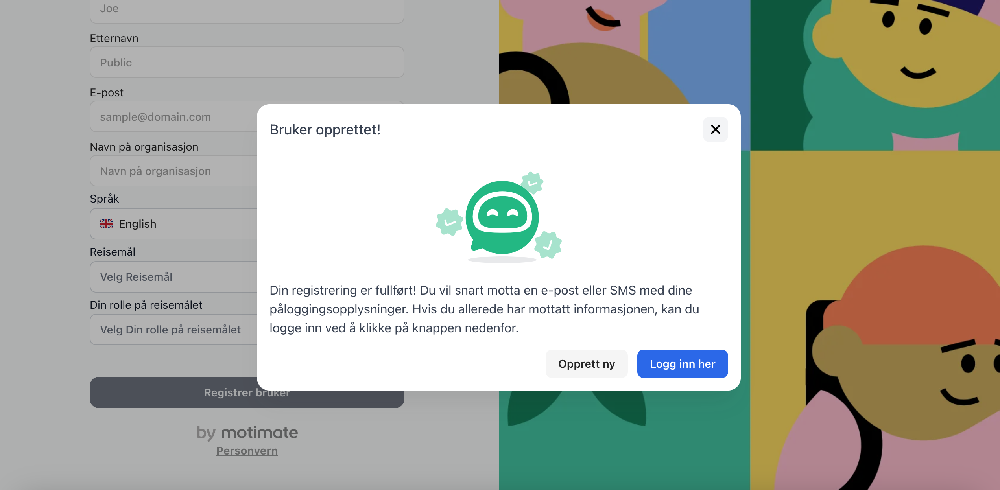 Joe
Etternavn
Public
E-post
sample@domain.com
Navn på organisasjon
Navn på organisasjon
Språk
English
Reisemål
Velg Reisemål
Din rolle på reisemålet
Velg Din rolle på reisemålet
Registrer bruker
by motimate
Personvern
Bruker opprettet!
Din registrering er fullført! Du vil snart motta en e-post eller SMS med dine
påloggingsopplysninger. Hvis du allerede har mottatt informasjonen, kan du
logge inn ved å klikke på knappen nedenfor.
Opprett ny
Logg inn her